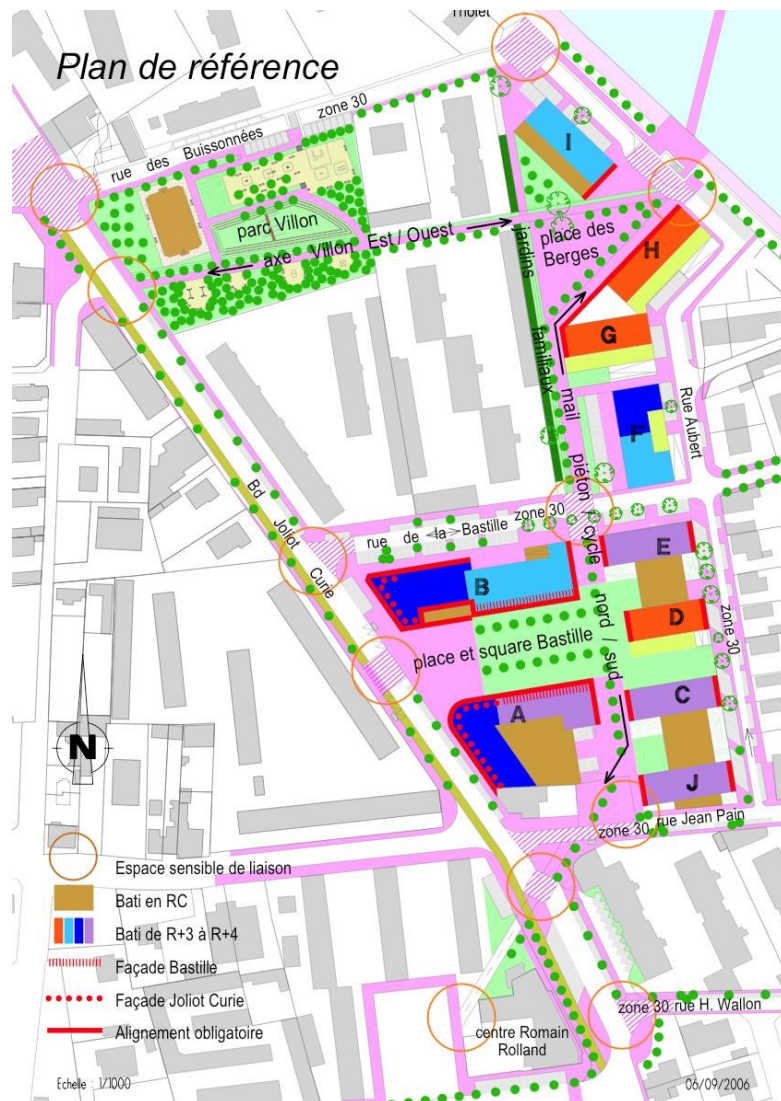 Tholet
Plan de référence
zone 30
rue des Buissonnées
I
parc Villon
axe Villon Est / Ouest
place des
Berges
H
jardins
familiaux
G
mail
piéton / cycle
nord / sud
F
Rue Aubert
Bd Joliot Curie
rue de la Bastille
zone 30
E
B
D
zone 30
place et square Bastille
C
A
N
J
zone 30 rue Jean Pain
Espace sensible de liaison
Bati en RC
Bati de R+3 à R+4
Façade Bastille
Façade Joliot Curie
Alignement obligatoire
zone 30 rue H. Wallon
centre Romain
Rolland
Echelle : 1/1000
06/09/2006